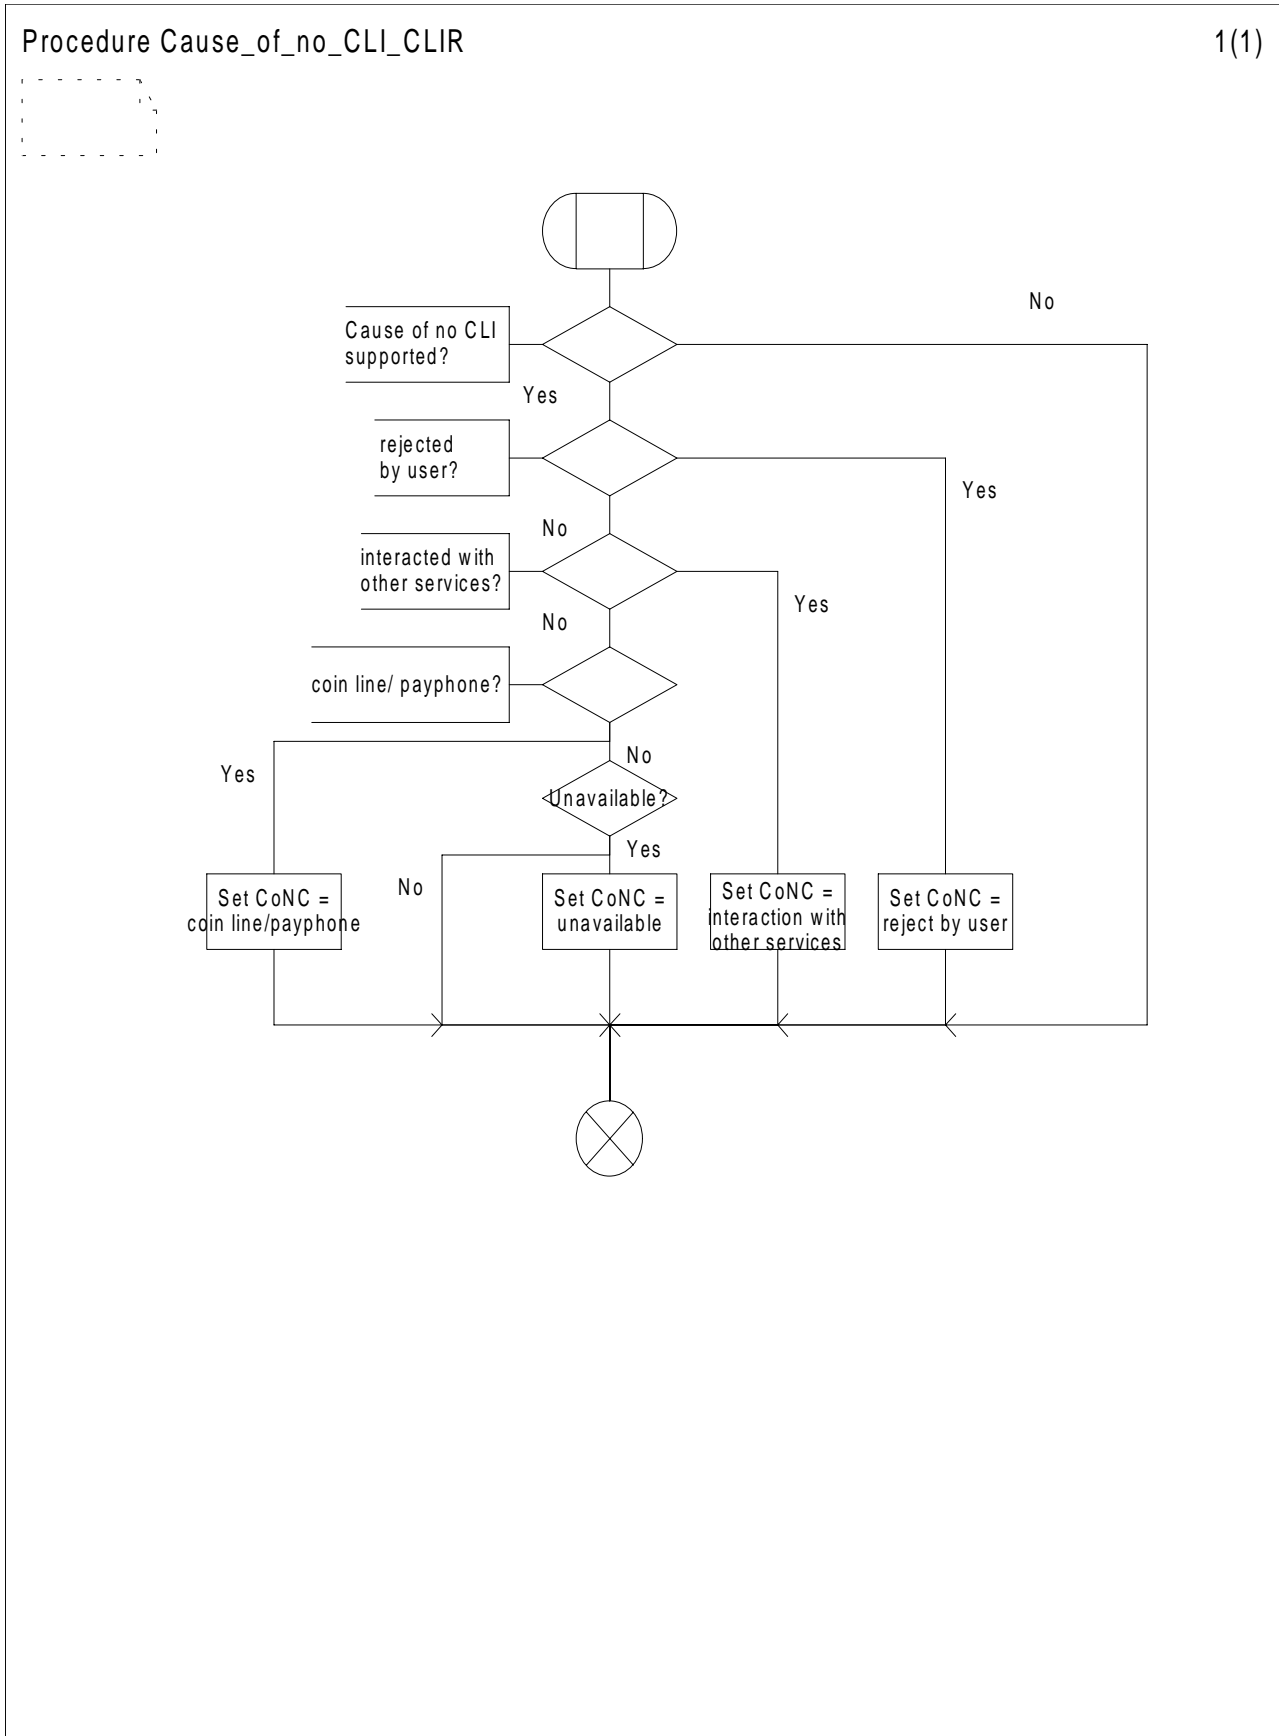 Procedure Cause_of_no_CLI_CLIR
1(1)
No
Cause of no CLI
supported?
Yes
rejected
by user?
Yes
No
interacted with
other services?
Yes
No
coin line/ payphone?
No
Yes
Unavailable?
Yes
No
Set CoNC =
coin line/payphone
Set CoNC =
unavailable
Set CoNC =
interaction with
other services
Set CoNC =
reject by user